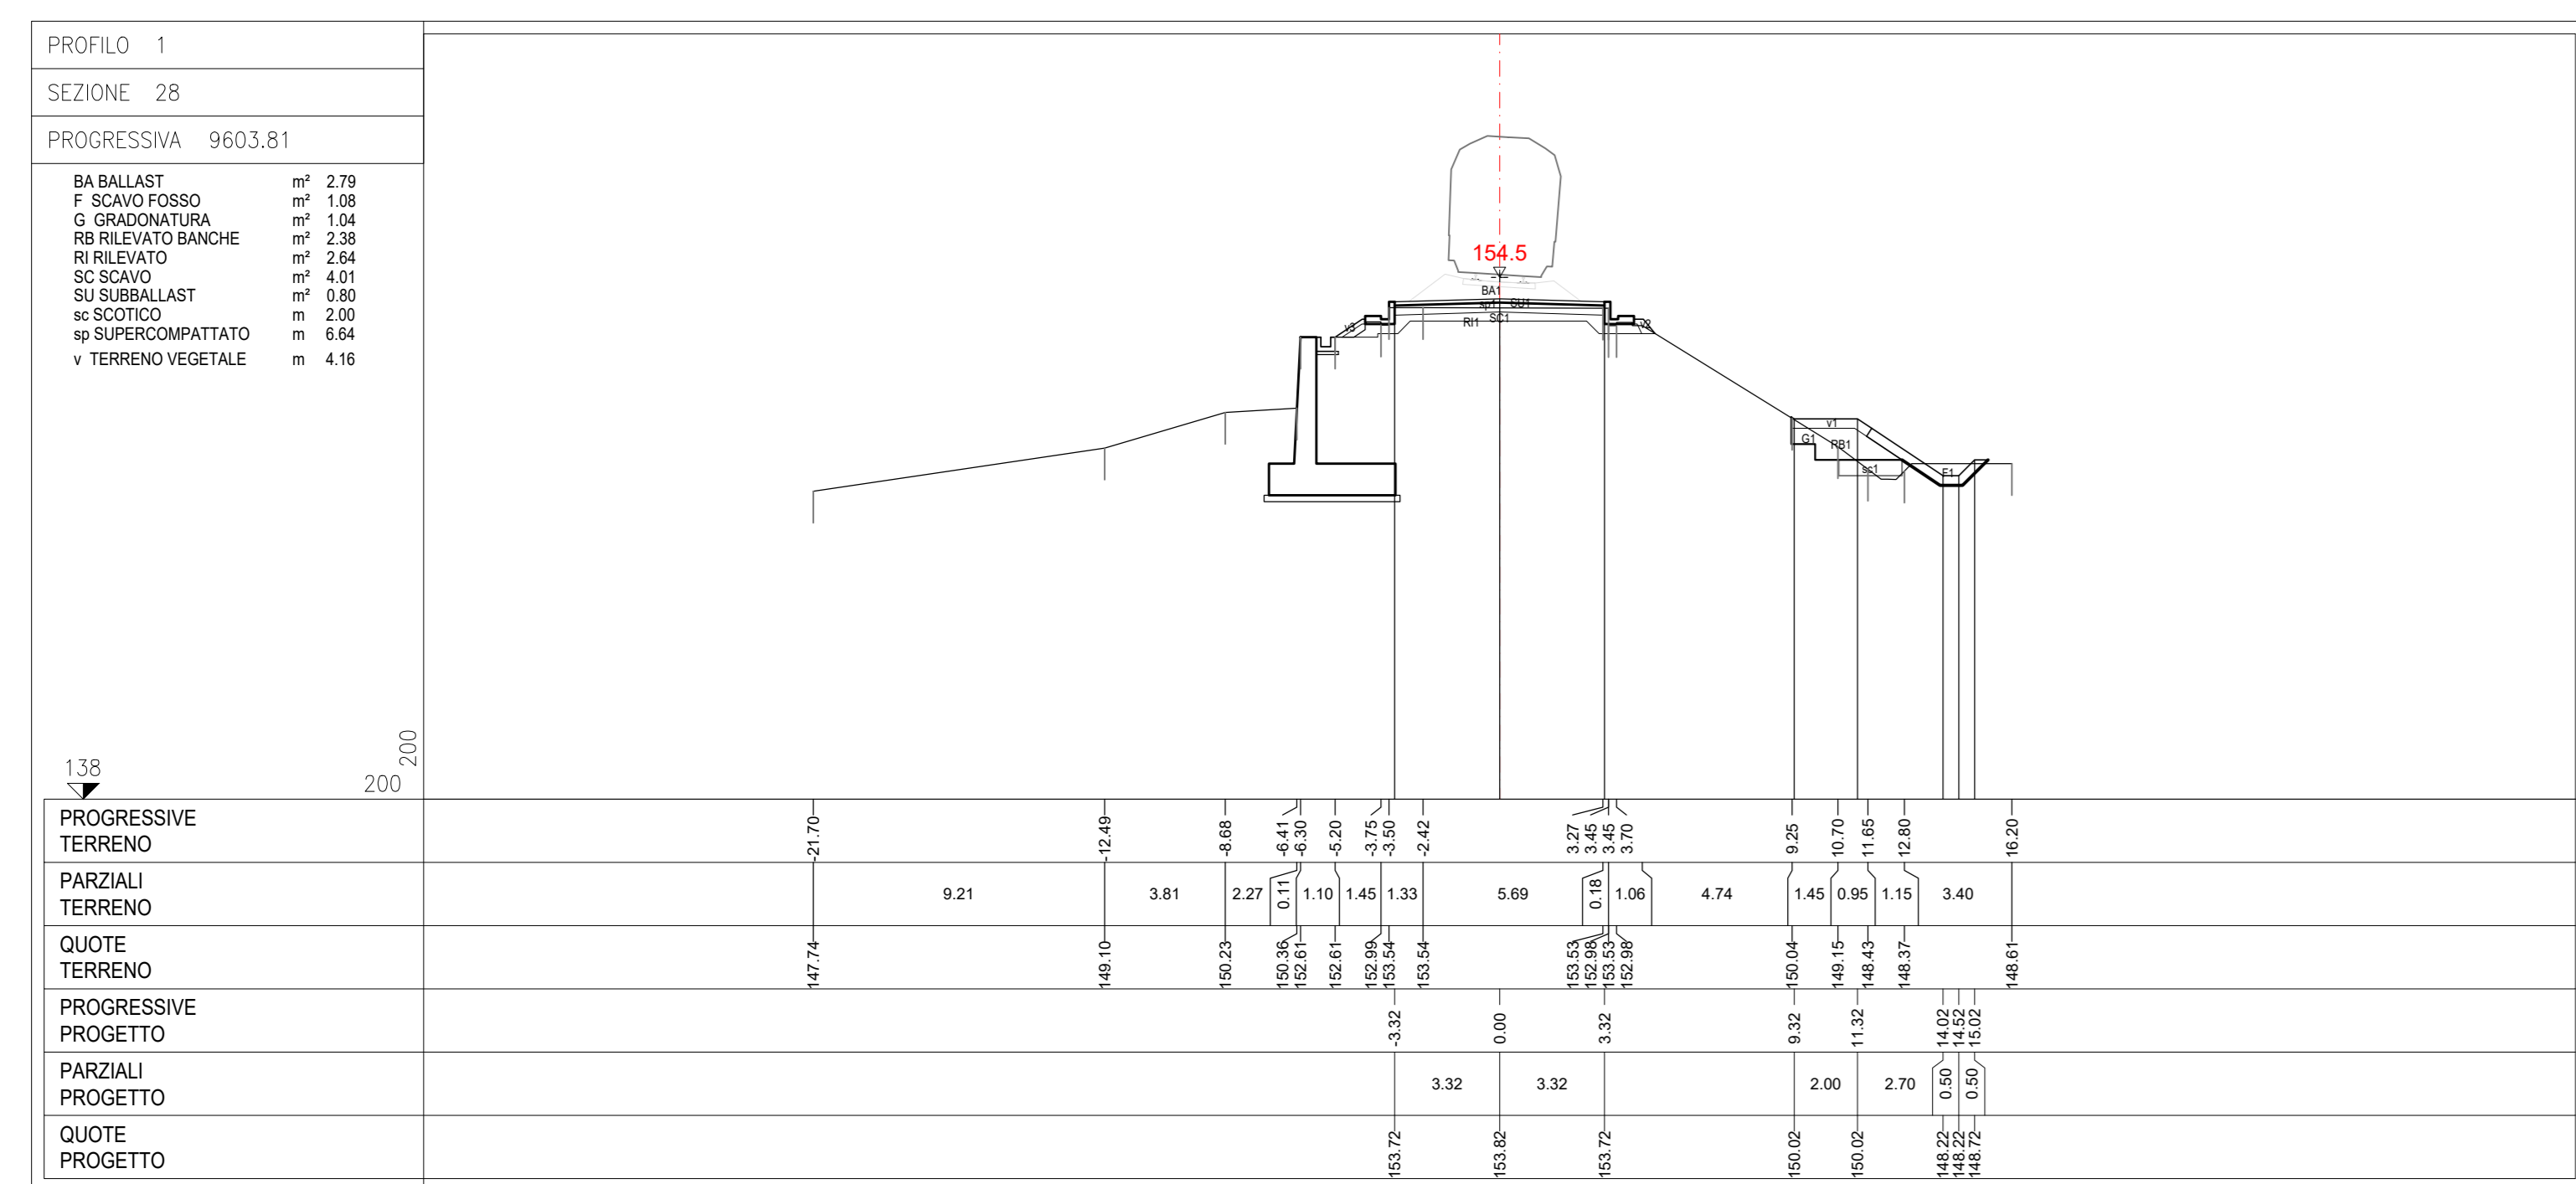 PROFILO 1
SEZIONE 28
PROGRESSIVA 9603.81
BA BALLAST m² 2.79
F SCAVO FOSSO m² 1.08
G GRADONATURA m² 1.04
RB RILEVATO BANCHE m² 2.38
RI RILEVATO m² 2.64
SC SCAVO m² 4.01
SU SUBBALLAST m² 0.80
sc SCOTICO m 2.00
sp SUPERCOMPATTATO m 6.64
v TERRENO VEGETALE m 4.16
154.5
BA1
sp1 SU1
RI1 SC1
v3
v2
v1
G1 RB1
sc1 F1
200
138
200
PROGRESSIVE
TERRENO
-21.70 -12.49 -8.68 -6.41 -6.30 -5.20 -3.75 -3.50 -2.42 3.27 3.45 3.45 3.70 9.25 10.70 11.65 12.80 16.20
PARZIALI
TERRENO
9.21 3.81 2.27 0.11 1.10 1.45 1.33 5.69 0.18 1.06 4.74 1.45 0.95 1.15 3.40
QUOTE
TERRENO
147.74 149.10 150.23 150.36 152.61 152.61 152.99 153.54 153.54 153.53 152.98 153.53 152.98 150.04 149.15 148.43 148.37 148.61
PROGRESSIVE
PROGETTO
-3.32 0.00 3.32 9.32 11.32 14.02 14.52 15.02
PARZIALI
PROGETTO
3.32 3.32 2.00 2.70 0.50 0.50
QUOTE
PROGETTO
153.72 153.82 153.72 150.02 150.02 148.22 148.22 148.72